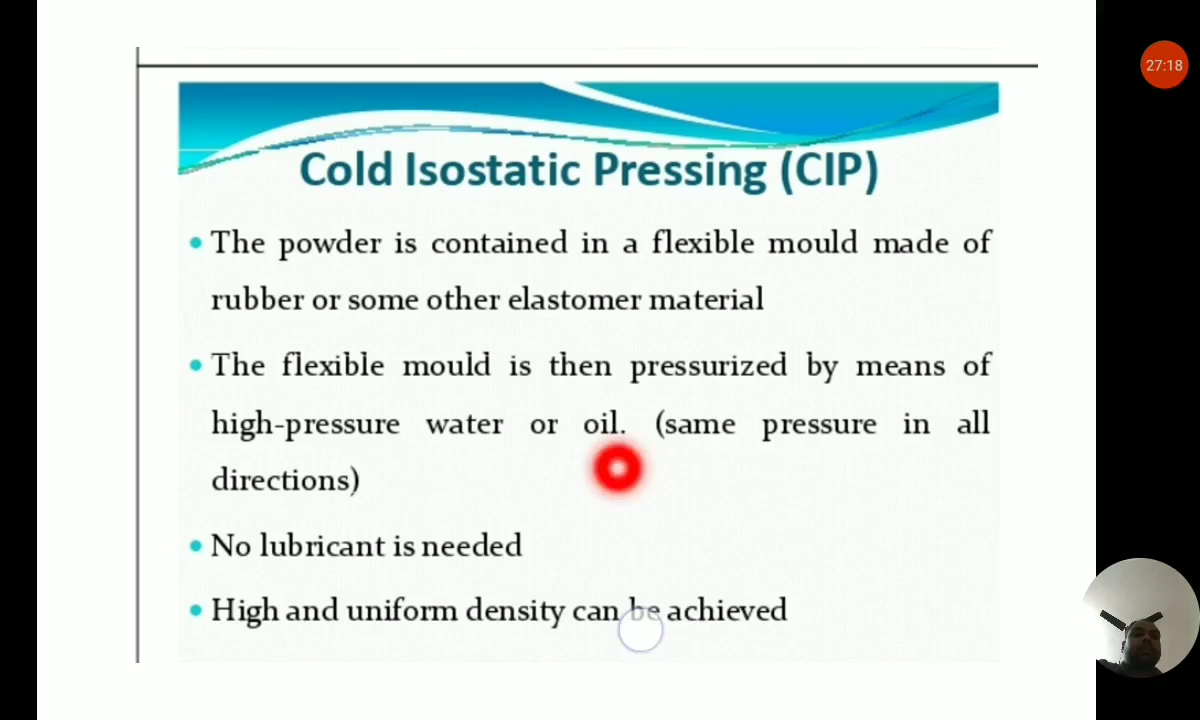 27:18
Cold Isostatic Pressing (CIP)
• The powder is contained in a flexible mould made of
rubber or some other elastomer material
• The flexible mould is then pressurized by means of
high-pressure water or oil. (same pressure in all
directions)
• No lubricant is needed
• High and uniform density can be achieved